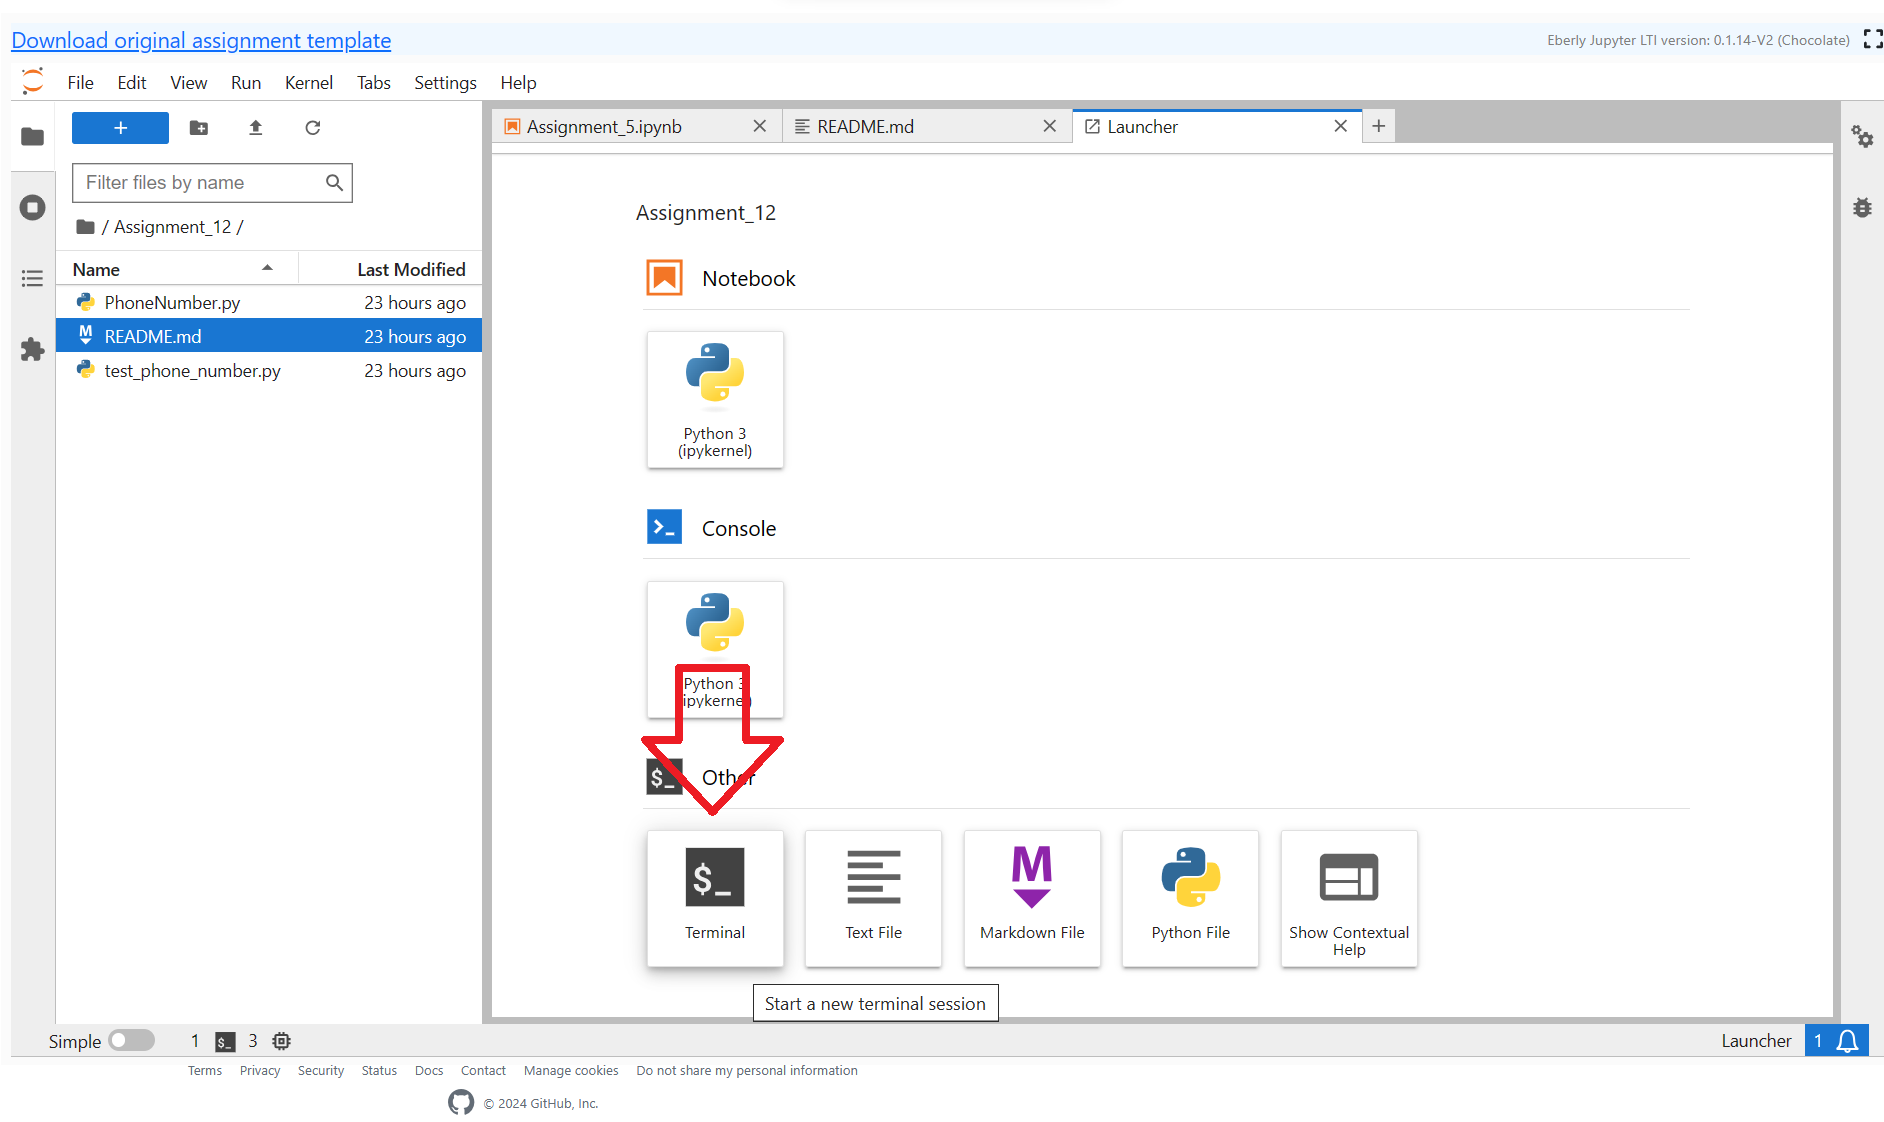 Download original assignment template
Eberly Jupyter LTI version: 0.1.14-V2 (Chocolate)
File Edit View Run Kernel Tabs Settings Help
Assignment_5.ipynb
README.md
Launcher
Filter files by name
/ Assignment_12 /
Name Last Modified
PhoneNumber.py 23 hours ago
README.md 23 hours ago
test_phone_number.py 23 hours ago
Assignment_12
Notebook
Python 3
(ipykernel)
Console
Python 3
(ipykernel)
$_ Other
$_
Terminal
Text File
M
Markdown File
Python File
Show Contextual
Help
Start a new terminal session
Simple 1 $_ 3
Launcher 1
Terms Privacy Security Status Docs Contact Manage cookies Do not share my personal information
© 2024 GitHub, Inc.